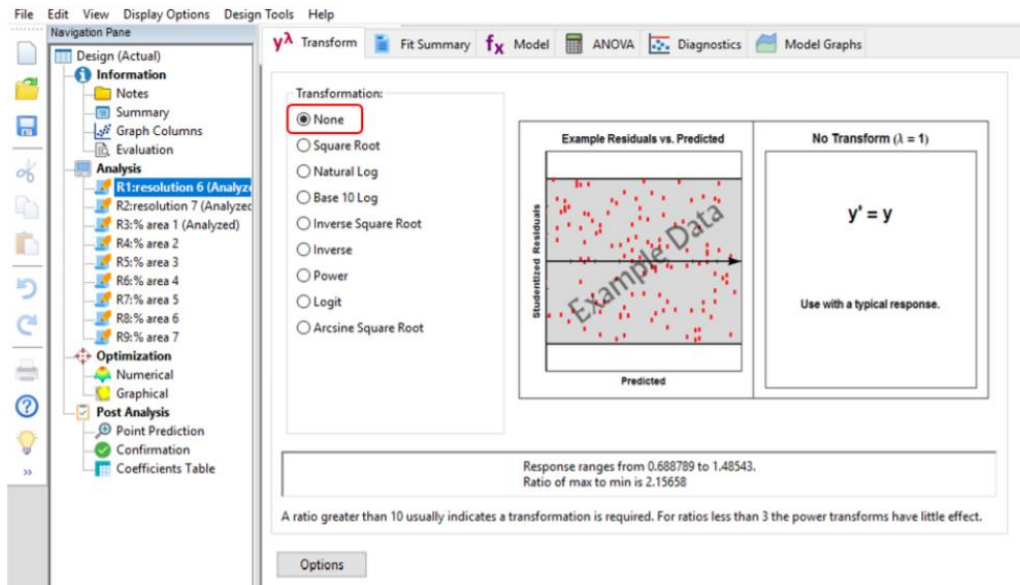 File Edit View Display Options Design Tools Help
Navigation Pane
Design (Actual)
Information
Notes
Summary
Graph Columns
Evaluation
Analysis
R1:resolution 6 (Analyze
R2:resolution 7 (Analyzec
R3:% area 1 (Analyzed)
R4:% area 2
R5:% area 3
R6:% area 4
R7:% area 5
R8:% area 6
R9:% area 7
Optimization
Numerical
Graphical
Post Analysis
Point Prediction
Confirmation
Coefficients Table
yλ Transform Fit Summary fx Model ANOVA Diagnostics Model Graphs
Transformation:
None
Square Root
Natural Log
Base 10 Log
Inverse Square Root
Inverse
Power
Logit
Arcsine Square Root
Example Residuals vs. Predicted
Studentized Residuals
Example Data
Predicted
No Transform (λ = 1)
y' = y
Use with a typical response.
Response ranges from 0.688789 to 1.48543.
Ratio of max to min is 2.15658
A ratio greater than 10 usually indicates a transformation is required. For ratios less than 3 the power transforms have little effect.
Options